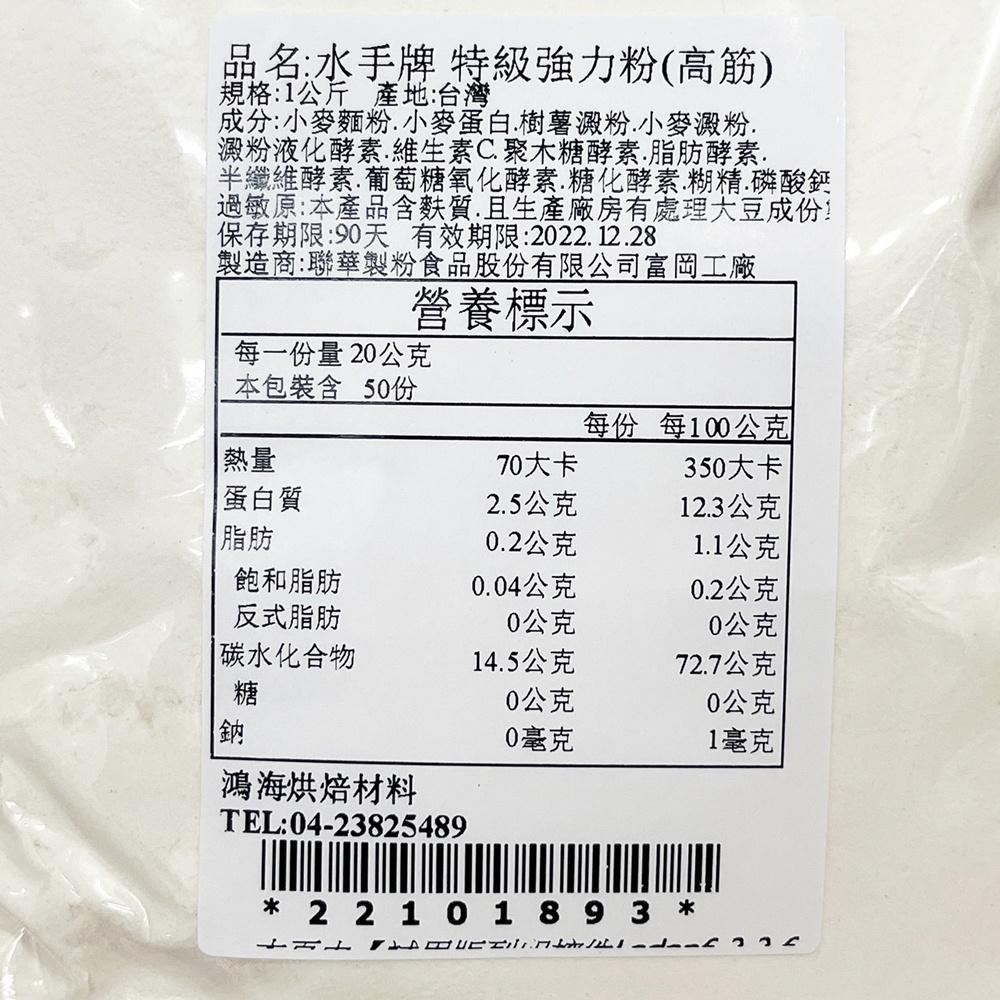 品名:水手牌 特級強力粉(高筋)
規格:1公斤 產地:台灣
成分:小麥麵粉.小麥蛋白.樹薯澱粉.小麥澱粉.
澱粉液化酵素.維生素C.聚木糖酵素.脂肪酵素.
半纖維酵素.葡萄糖氧化酵素.糖化酵素.糊精.磷酸鈣
過敏原:本產品含麩質.且生產廠房有處理大豆成份
保存期限:90天 有效期限:2022.12.28
製造商:聯華製粉食品股份有限公司富岡工廠
營養標示
每一份量 20公克
本包裝含 50份
每份 每100公克
熱量 70大卡 350大卡
蛋白質 2.5公克 12.3公克
脂肪 0.2公克 1.1公克
飽和脂肪 0.04公克 0.2公克
反式脂肪 0公克 0公克
碳水化合物 14.5公克 72.7公克
糖 0公克 0公克
鈉 0毫克 1毫克
鴻海烘焙材料
TEL:04-23825489
*22101893*